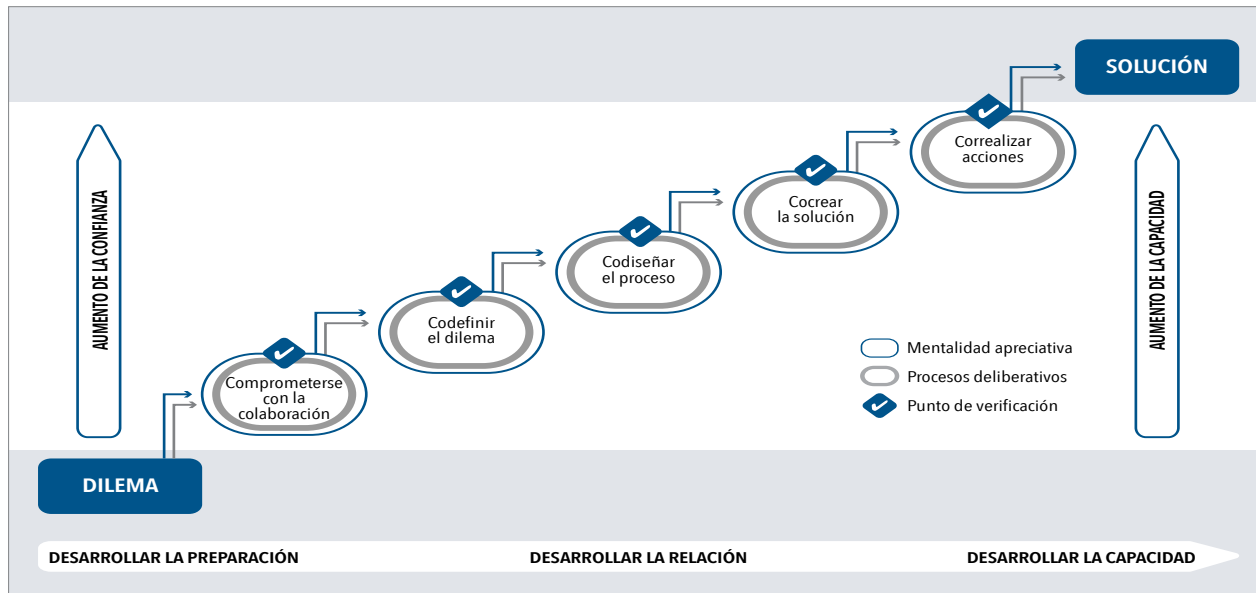 SOLUCIÓN
AUMENTO DE LA CONFIANZA
AUMENTO DE LA CAPACIDAD
Correalizar
acciones
Cocrear
la solución
Codiseñar
el proceso
Codefinir
el dilema
Comprometerse
con la
colaboración
Mentalidad apreciativa
Procesos deliberativos
Punto de verificación
DILEMA
DESARROLLAR LA PREPARACIÓN
DESARROLLAR LA RELACIÓN
DESARROLLAR LA CAPACIDAD